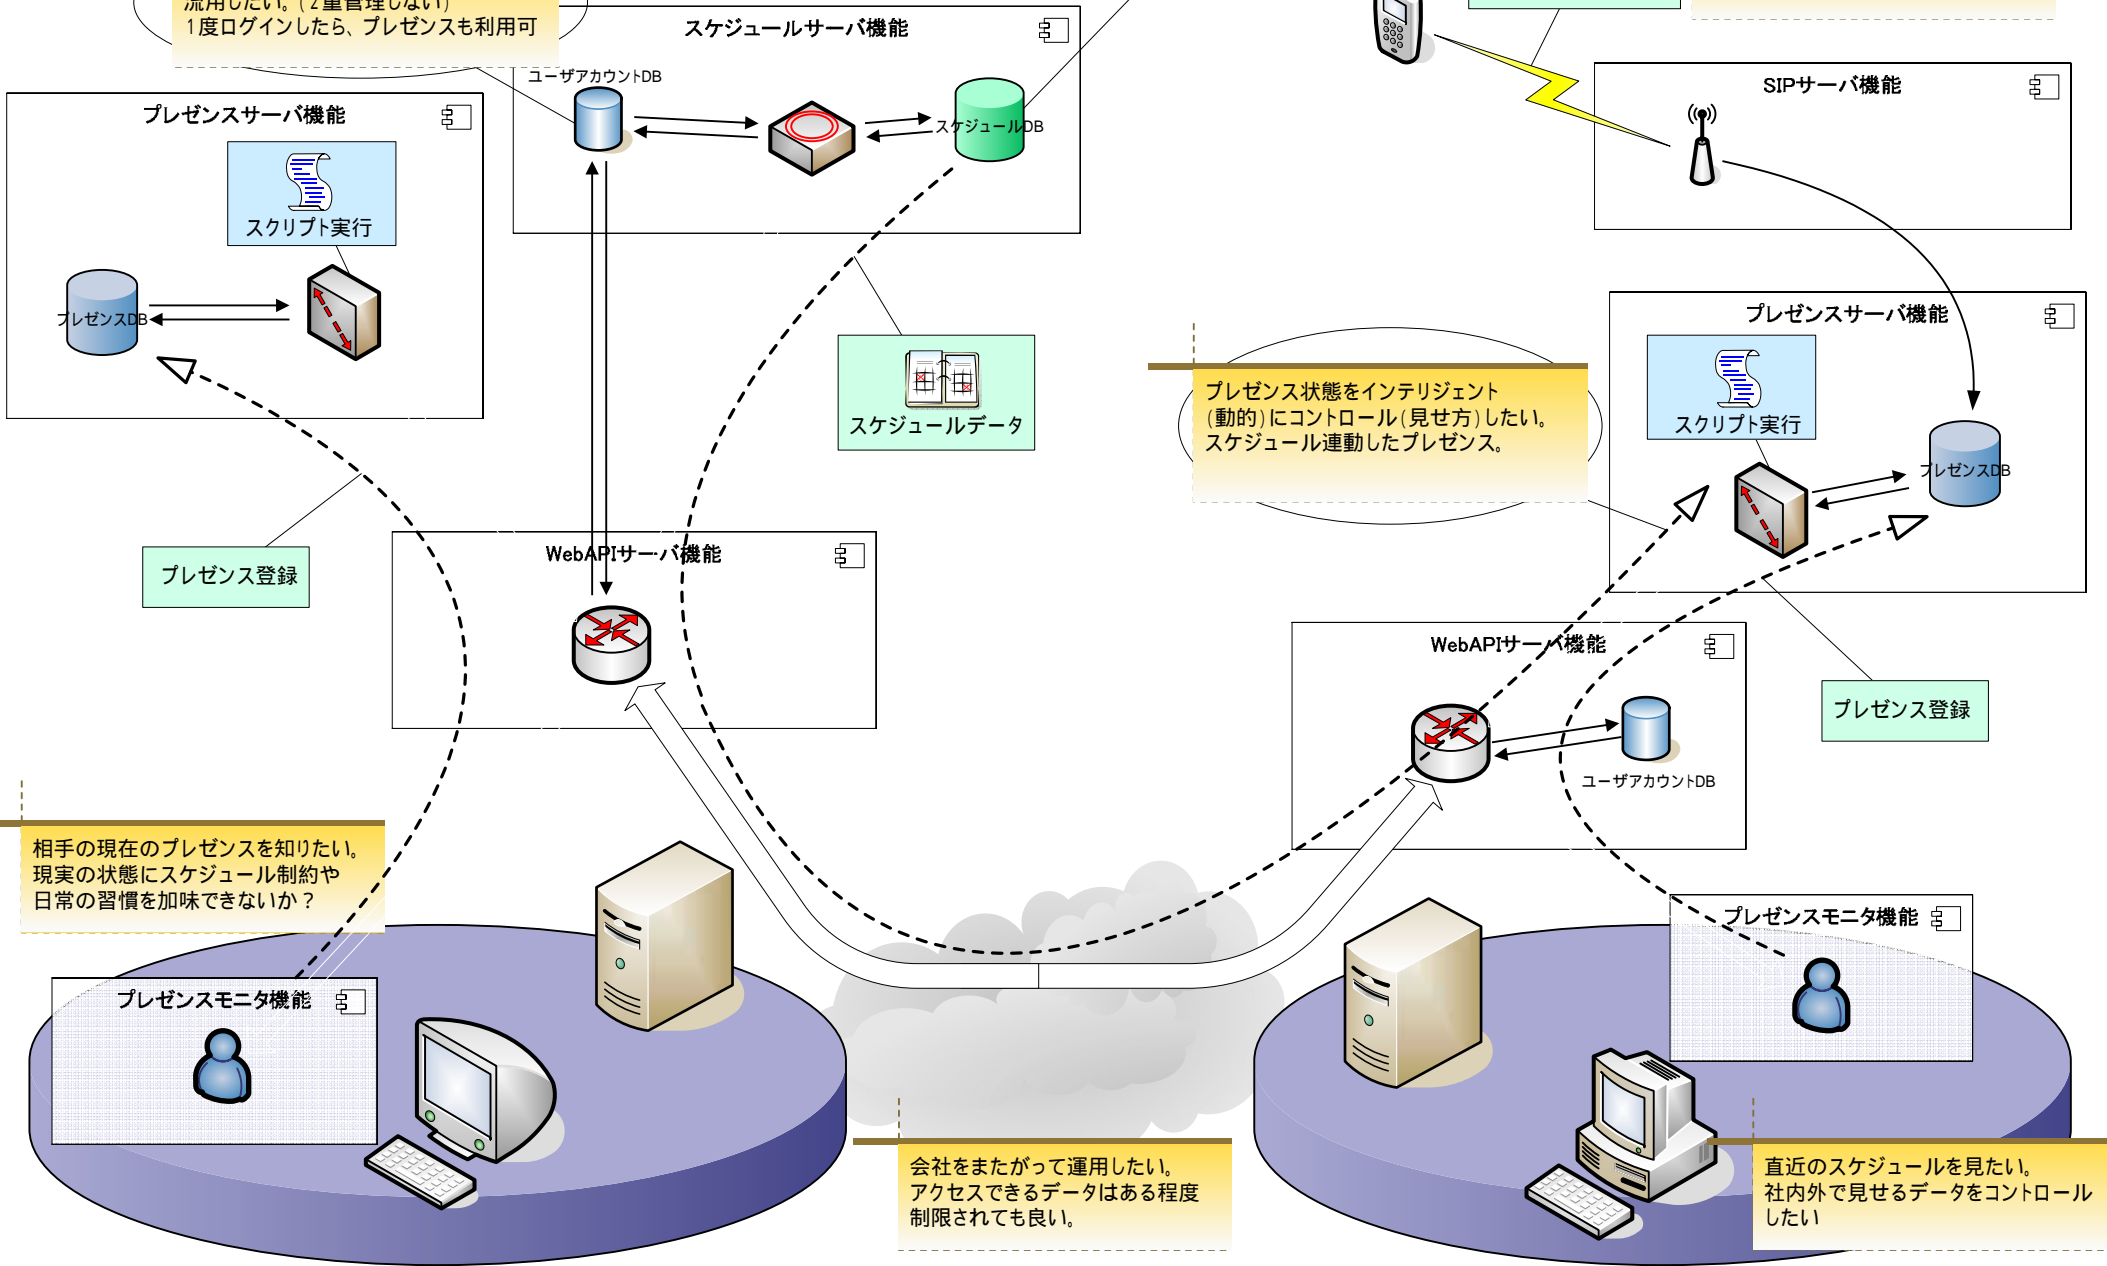 流用したい。(2重管理しない)
1度ログインしたら、プレゼンスも利用可
スケジュールサーバ機能
ユーザアカウントDB
スケジュールDB
SIPサーバ機能
プレゼンスサーバ機能
スクリプト実行
プレゼンスDB
スケジュールデータ
プレゼンスサーバ機能
スクリプト実行
プレゼンスDB
プレゼンス状態をインテリジェント
(動的)にコントロール(見せ方)したい。
スケジュール連動したプレゼンス。
プレゼンス登録
WebAPIサーバ機能
WebAPIサーバ機能
ユーザアカウントDB
プレゼンス登録
相手の現在のプレゼンスを知りたい。
現実の状態にスケジュール制約や
日常の習慣を加味できないか?
プレゼンスモニタ機能
プレゼンスモニタ機能
会社をまたがって運用したい。
アクセスできるデータはある程度
制限されても良い。
直近のスケジュールを見たい。
社内外で見せるデータをコントロール
したい